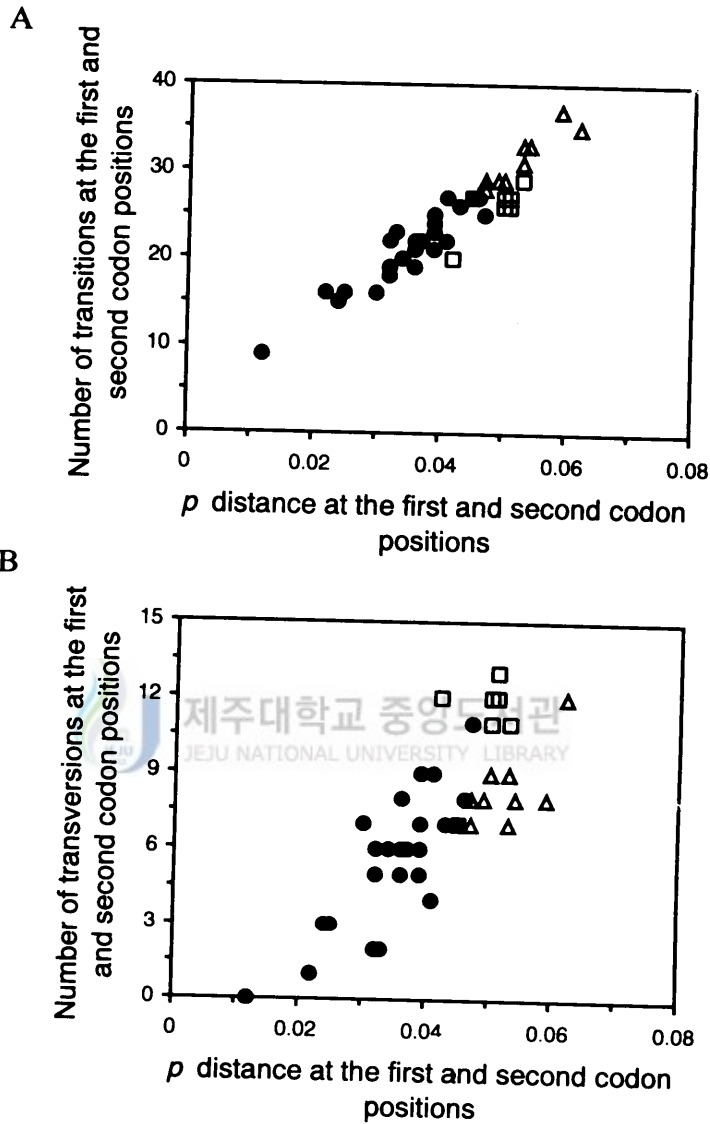 A
Number of transitions at the first and
second codon positions
40
30
20
10
0
0 0.02 0.04 0.06 0.08
p distance at the first and second codon
positions
B
Number of transversions at the first
and second codon positions
15
12
9
6
3
0
0 0.02 0.04 0.06 0.08
p distance at the first and second codon
positions
제주대학교 중앙도서관
JEJU NATIONAL UNIVERSITY LIBRARY
JEJU